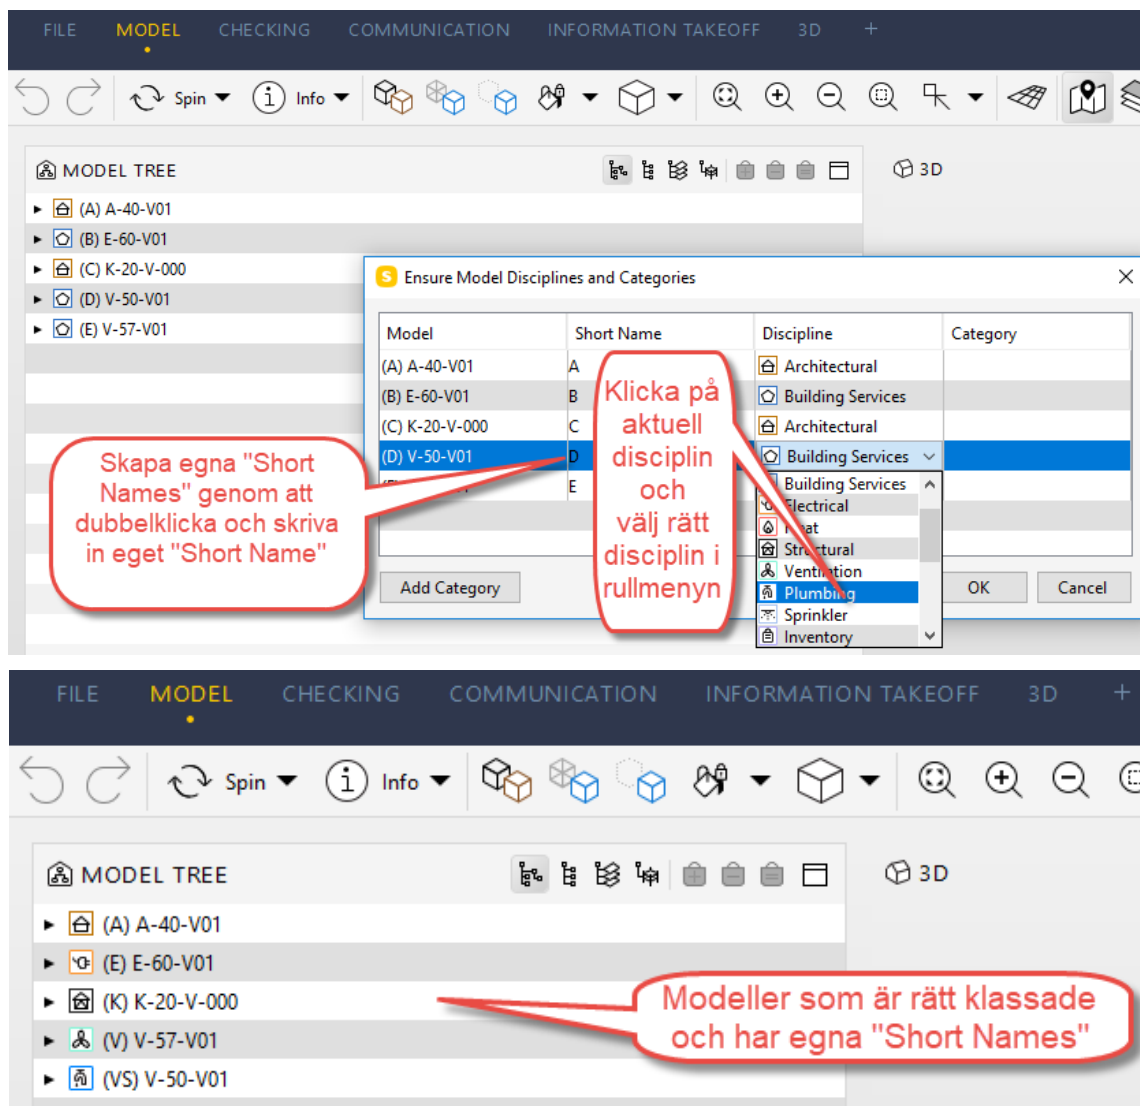 FILE MODEL CHECKING COMMUNICATION INFORMATION TAKEOFF 3D +
Spin Info
MODEL TREE
3D
(A) A-40-V01
(B) E-60-V01
(C) K-20-V-000
(D) V-50-V01
(E) V-57-V01
S Ensure Model Disciplines and Categories
Model Short Name Discipline Category
(A) A-40-V01 A Architectural
(B) E-60-V01 B Building Services
(C) K-20-V-000 C Architectural
(D) V-50-V01 D Building Services
E Building Services
Electrical
Structural
Ventilation
Plumbing
Sprinkler
Inventory
Add Category OK Cancel
Skapa egna "Short
Names" genom att
dubbelklicka och skriva
in eget "Short Name"
Klicka på
aktuell
disciplin
och
välj rätt
disciplin i
rullmenyn
FILE MODEL CHECKING COMMUNICATION INFORMATION TAKEOFF 3D +
Spin Info
MODEL TREE
3D
(A) A-40-V01
(E) E-60-V01
(K) K-20-V-000
(V) V-57-V01
(VS) V-50-V01
Modeller som är rätt klassade
och har egna "Short Names"